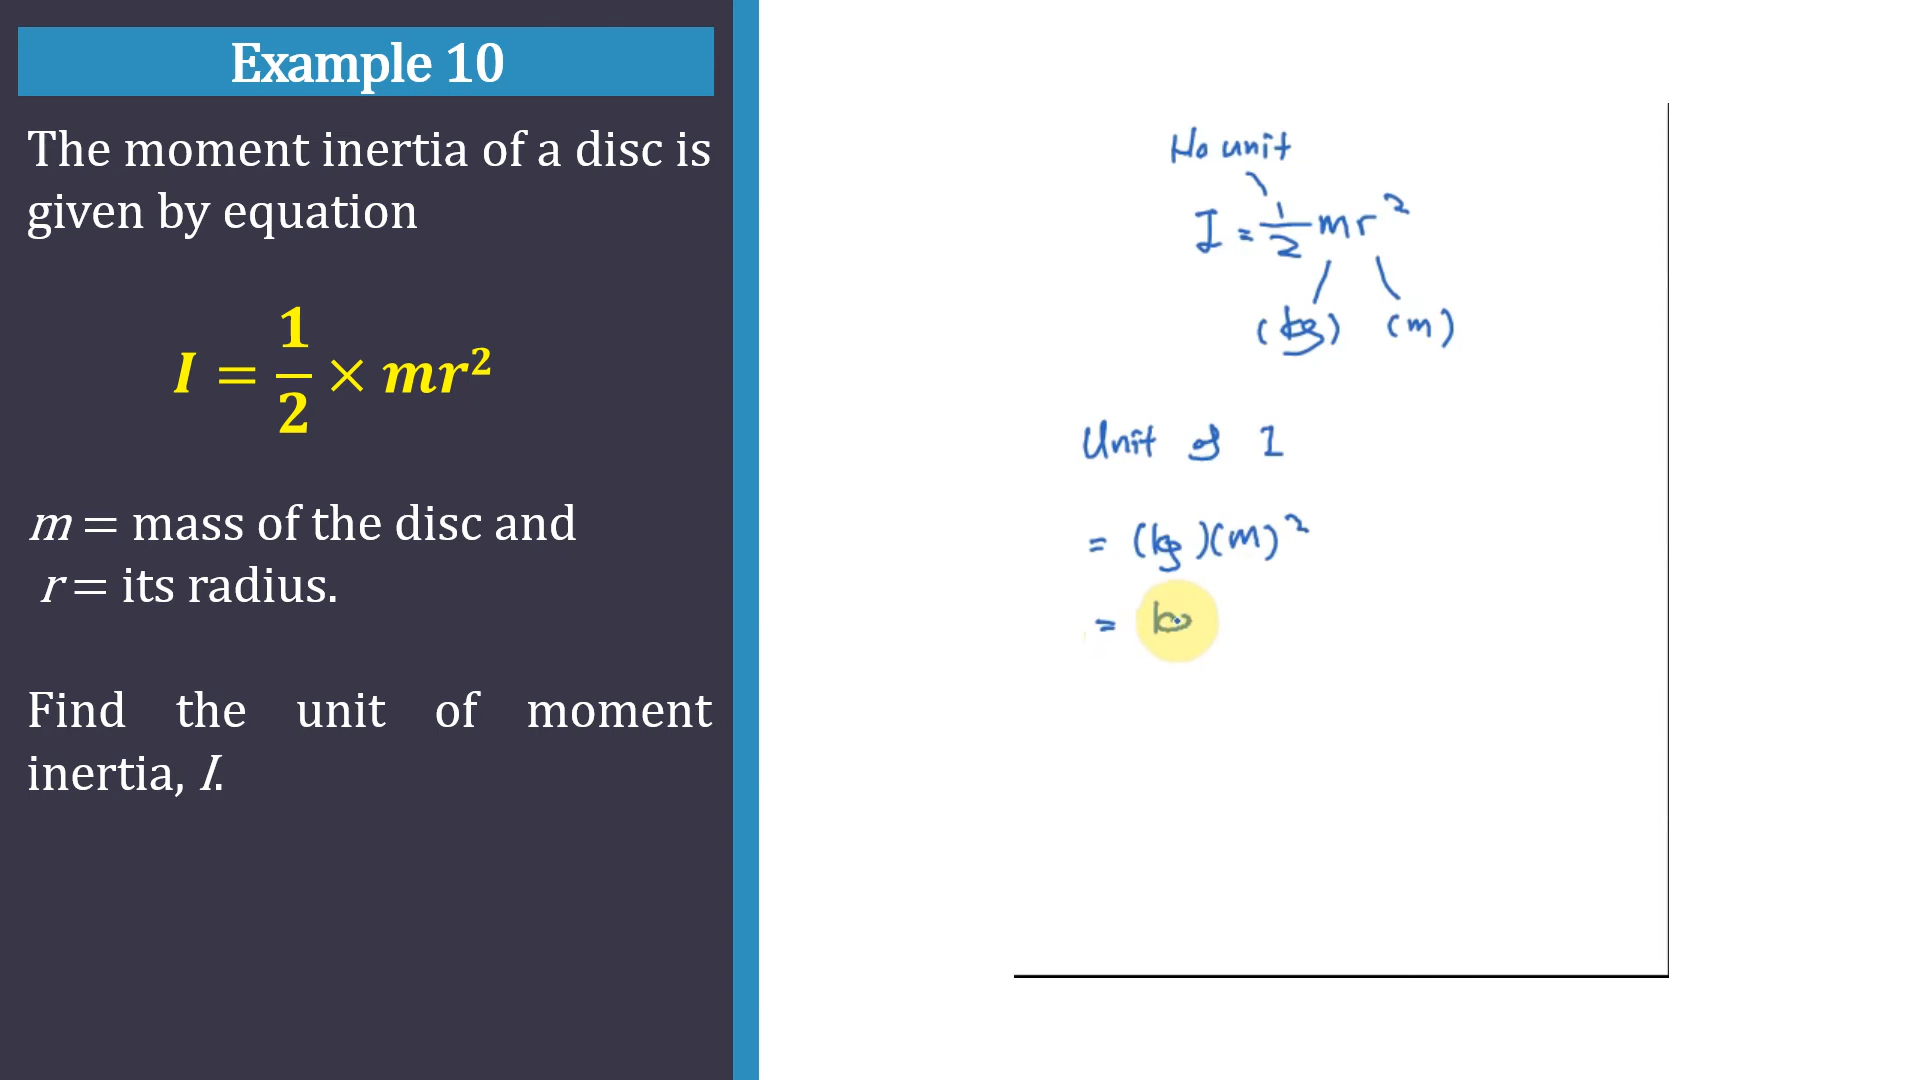 Example 10
The moment inertia of a disc is
given by equation
I = 1/2 × mr²
m = mass of the disc and
r = its radius.
Find the unit of moment
inertia, I.
No unit
I = 1/2 mr²
(kg) (m)
Unit of I
= (kg)(m)²
= k